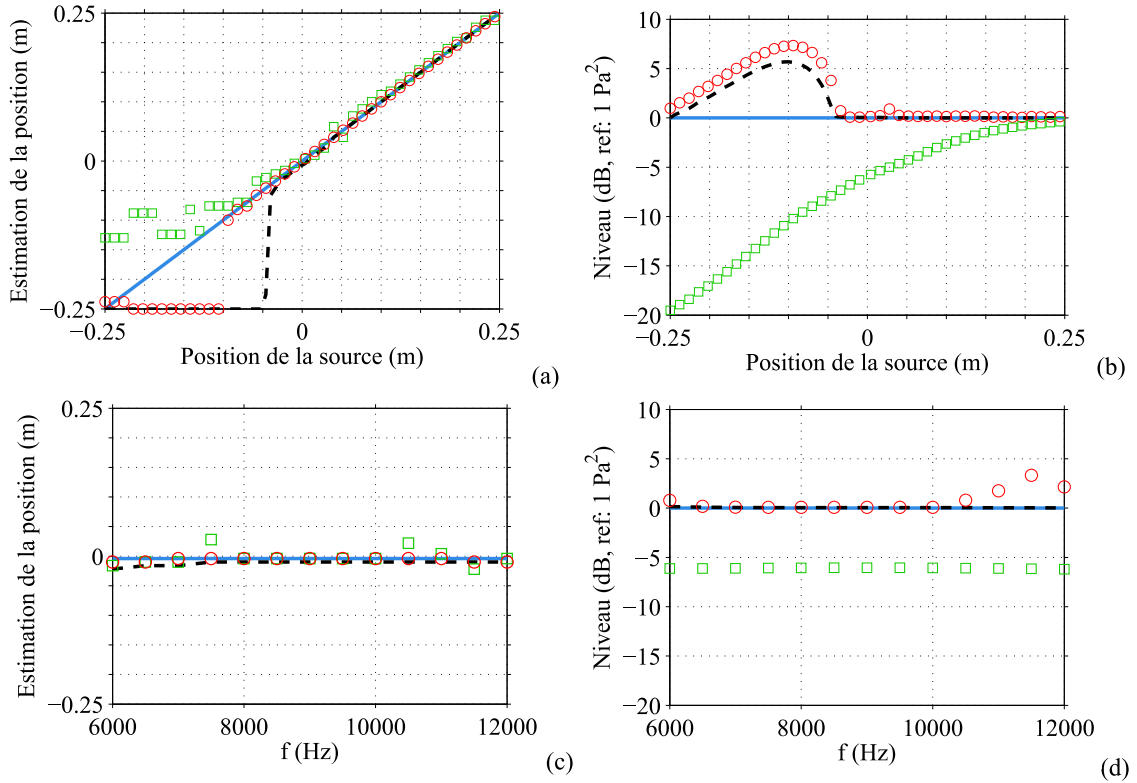 Estimation de la position (m)
0.25
0
−0.25
−0.25
0
0.25
Position de la source (m)
(a)
Niveau (dB, ref: 1 Pa²)
10
5
0
−5
−10
−15
−20
−0.25
0
0.25
Position de la source (m)
(b)
Estimation de la position (m)
0.25
0
−0.25
6000
8000
10000
12000
f (Hz)
(c)
Niveau (dB, ref: 1 Pa²)
10
5
0
−5
−10
−15
−20
6000
8000
10000
12000
f (Hz)
(d)